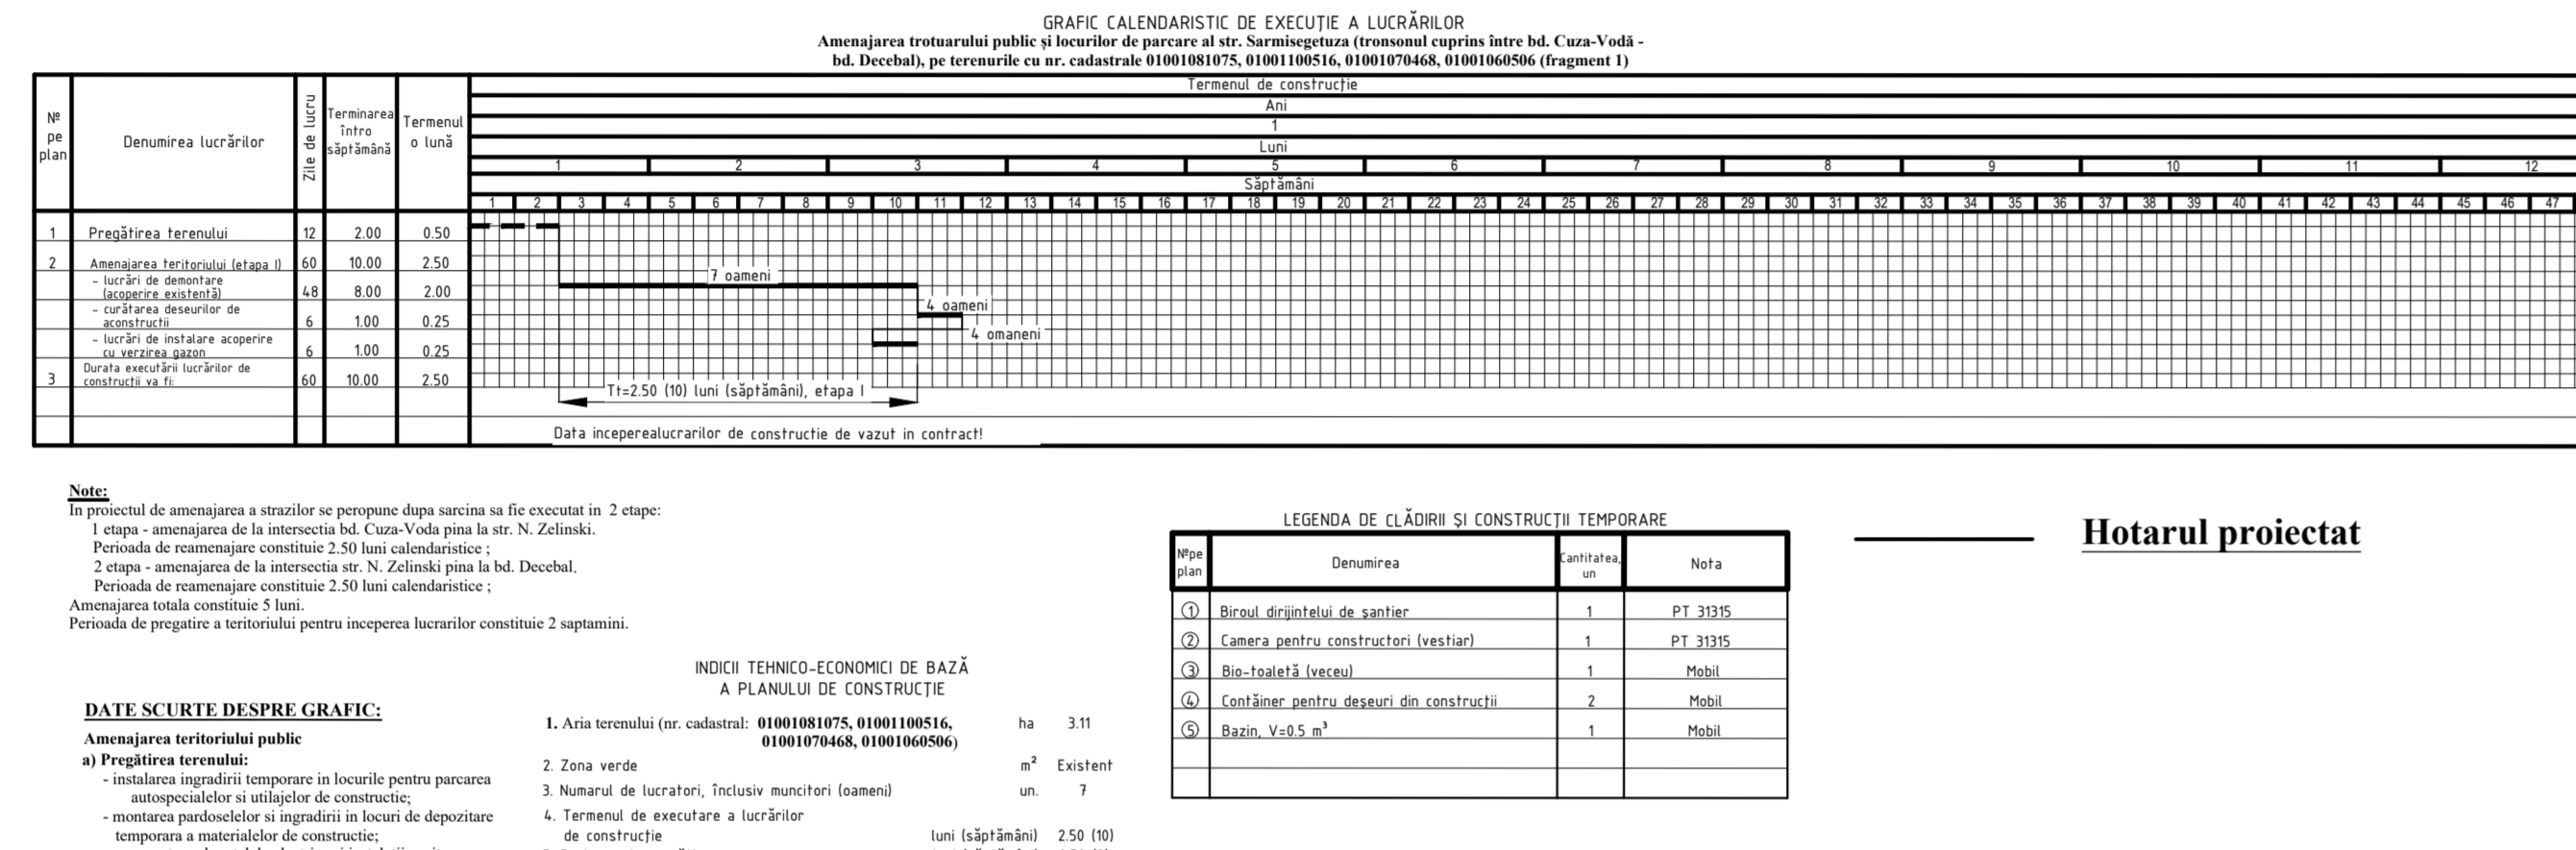 GRAFIC CALENDARISTIC DE EXECUȚIE A LUCRĂRILOR
Amenajarea trotuarului public și locurilor de parcare al str. Sarmisegetuza (tronsonul cuprins între bd. Cuza-Vodă -
bd. Decebal), pe terenurile cu nr. cadastrale 01001081075, 01001100516, 01001070468, 01001060506 (fragment 1)
№ pe plan
Denumirea lucrărilor
Zile de lucru
Terminarea întro săptămână
Termenul o lună
Termenul de construcție
Ani
1
Luni
1 2 3 4 5 6 7 8 9 10 11 12
Săptămâni
1 2 3 4 5 6 7 8 9 10 11 12 13 14 15 16 17 18 19 20 21 22 23 24 25 26 27 28 29 30 31 32 33 34 35 36 37 38 39 40 41 42 43 44 45 46 47
1 Pregătirea terenului 12 2.00 0.50
2 Amenajarea teritoriului (etapa I) 60 10.00 2.50
- lucrări de demontare
(acoperire existentă) 48 8.00 2.00
7 oameni
- curătarea deseurilor de
aconstructii 6 1.00 0.25
4 oameni
- lucrări de instalare acoperire
cu verzirea gazon 6 1.00 0.25
4 omaneni
Durata executării lucrărilor de
3 constructii va fi: 60 10.00 2.50
Tt=2.50 (10) luni (săptămâni), etapa I
Data inceperealucrarilor de constructie de vazut in contract!
Note:
In proiectul de amenajarea a strazilor se peropune dupa sarcina sa fie executat in 2 etape:
1 etapa - amenajarea de la intersectia bd. Cuza-Voda pina la str. N. Zelinski.
Perioada de reamenajare constituie 2.50 luni calendaristice ;
2 etapa - amenajarea de la intersectia str. N. Zelinski pina la bd. Decebal.
Perioada de reamenajare constituie 2.50 luni calendaristice ;
Amenajarea totala constituie 5 luni.
Perioada de pregatire a teritoriului pentru inceperea lucrarilor constituie 2 saptamini.
DATE SCURTE DESPRE GRAFIC:
Amenajarea teritoriului public
a) Pregătirea terenului:
- instalarea ingradirii temporare in locurile pentru parcarea
autospecialelor si utilajelor de constructie;
- montarea pardoselelor si ingradirii in locuri de depozitare
temporara a materialelor de constructie;
INDICII TEHNICO-ECONOMICI DE BAZĂ
A PLANULUI DE CONSTRUCȚIE
1. Aria terenului (nr. cadastral: 01001081075, 01001100516, ha 3.11
01001070468, 01001060506)
2. Zona verde m² Existent
3. Numarul de lucratori, înclusiv muncitori (oameni) un. 7
4. Termenul de executare a lucrărilor
de construcție luni (săptămâni) 2.50 (10)
LEGENDA DE CLĂDIRII ȘI CONSTRUCȚII TEMPORARE
№pe plan
Denumirea
Cantitatea, un
Nota
1 Biroul dirijintelui de șantier 1 PT 31315
2 Camera pentru constructori (vestiar) 1 PT 31315
3 Bio-toaletă (veceu) 1 Mobil
4 Contăiner pentru deșeuri din construcții 2 Mobil
5 Bazin, V=0.5 m³ 1 Mobil
Hotarul proiectat